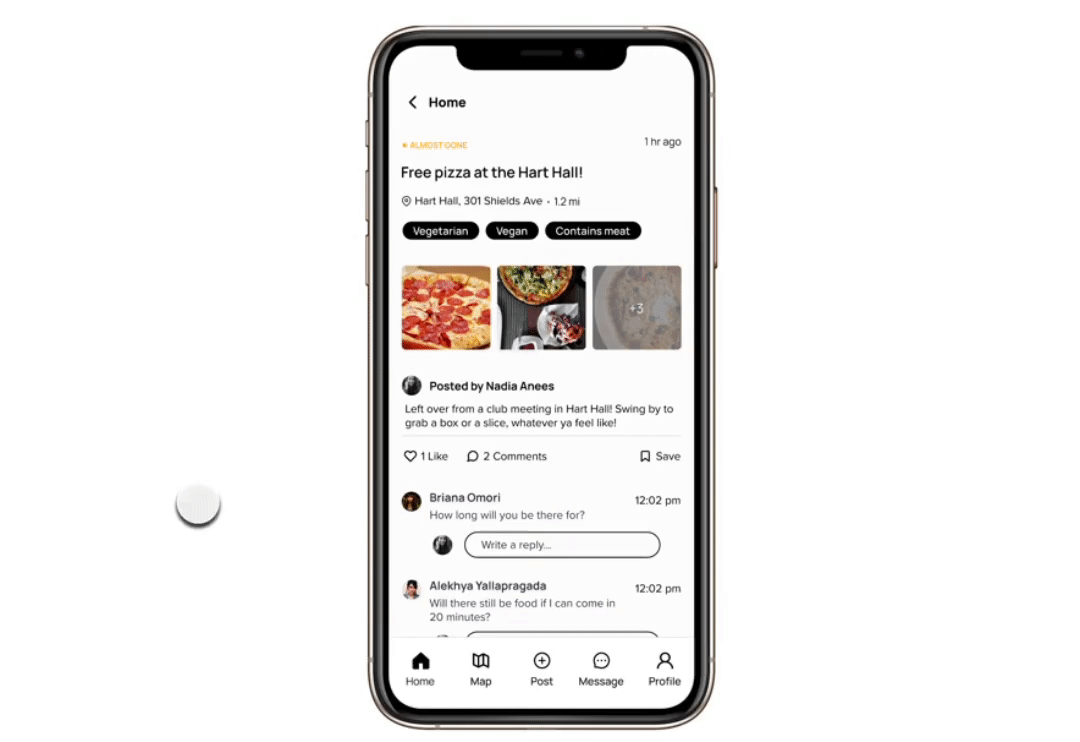 Home
ALMOST GONE
1 hr ago
Free pizza at the Hart Hall!
Hart Hall, 301 Shields Ave • 1.2 mi
Vegetarian
Vegan
Contains meat
+3
Posted by Nadia Anees
Left over from a club meeting in Hart Hall! Swing by to
grab a box or a slice, whatever ya feel like!
1 Like
2 Comments
Save
Briana Omori
12:02 pm
How long will you be there for?
Write a reply...
Alekhya Yallapragada
12:02 pm
Will there still be food if I can come in
20 minutes?
Home
Map
Post
Message
Profile